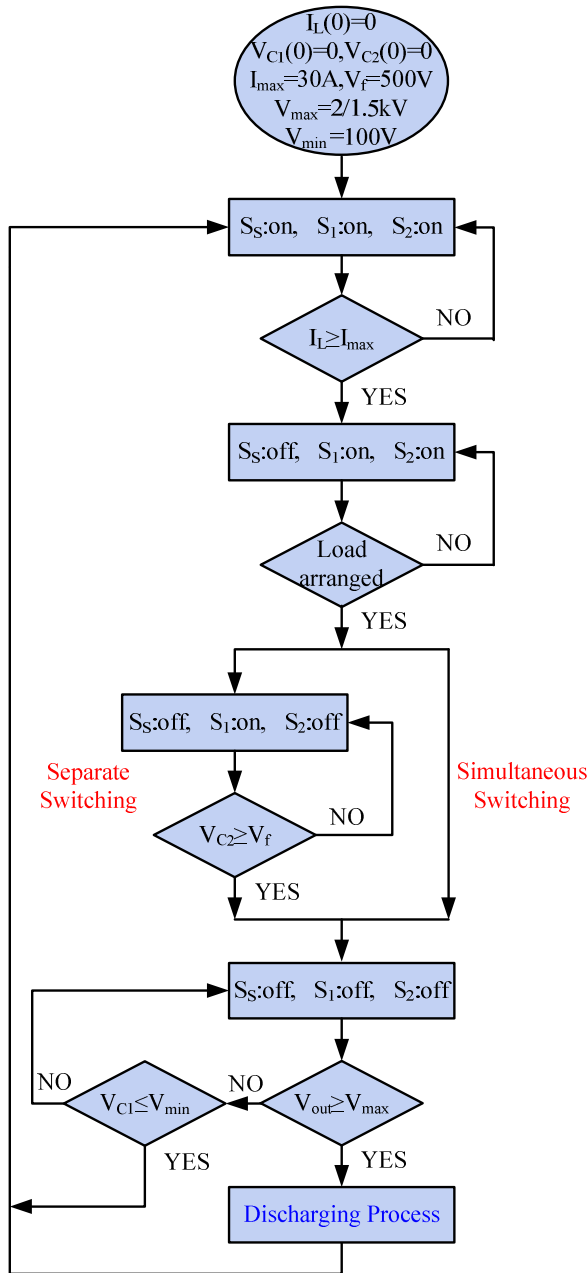 I_L(0)=0
V_C1(0)=0,V_C2(0)=0
I_max=30A,V_f=500V
V_max=2/1.5kV
V_min=100V
S_S:on, S_1:on, S_2:on
I_L≥I_max
NO
YES
S_S:off, S_1:on, S_2:on
Load
arranged
NO
YES
S_S:off, S_1:on, S_2:off
Separate
Switching
Simultaneous
Switching
V_C2≥V_f
NO
YES
S_S:off, S_1:off, S_2:off
NO
V_C1≤V_min
NO
V_out≥V_max
YES
YES
Discharging Process